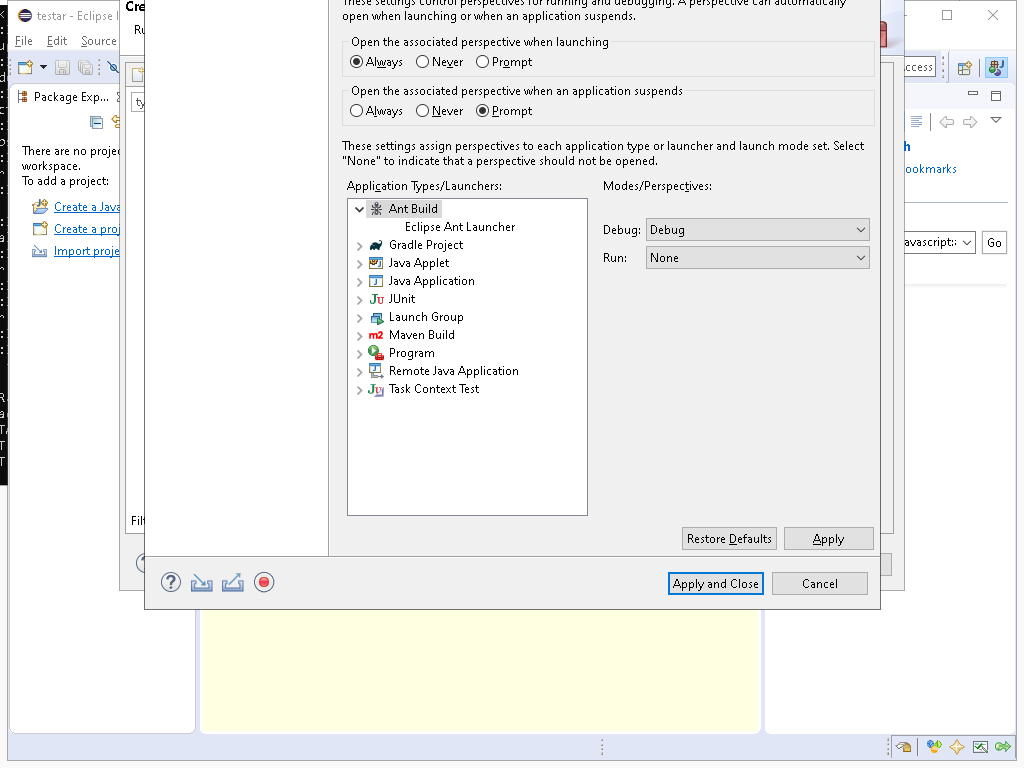 testar - Eclipse I
File Edit Source
Cre
Package Exp...
There are no proje
workspace.
To add a project:
Create a Java
Create a proj
Import proje
These settings control perspectives for running and debugging. A perspective can automatically
open when launching or when an application suspends.
Open the associated perspective when launching
Always Never Prompt
Open the associated perspective when an application suspends
Always Never Prompt
These settings assign perspectives to each application type or launcher and launch mode set. Select
"None" to indicate that a perspective should not be opened.
Application Types/Launchers:
Modes/Perspectives:
Ant Build
Eclipse Ant Launcher
Gradle Project
Java Applet
Java Application
JUnit
Launch Group
Maven Build
Program
Remote Java Application
Task Context Test
Debug: Debug
Run: None
Restore Defaults Apply
Apply and Close Cancel
ccess
ookmarks
avascript:
Go